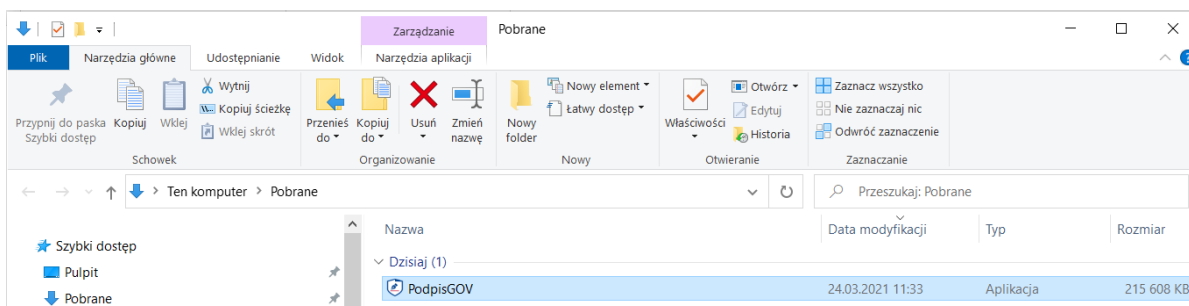 Zarządzanie Pobrane
Plik Narzędzia główne Udostępnianie Widok Narzędzia aplikacji
Przypnij do paska Szybki dostęp
Kopiuj
Wklej
Wytnij
Kopiuj ścieżkę
Wklej skrót
Schowek
Przenieś do
Kopiuj do
Usuń
Zmień nazwę
Organizowanie
Nowy folder
Nowy element
Łatwy dostęp
Nowy
Właściwości
Otwórz
Edytuj
Historia
Otwieranie
Zaznacz wszystko
Nie zaznaczaj nic
Odwróć zaznaczenie
Zaznaczanie
Ten komputer > Pobrane
Przeszukaj: Pobrane
Szybki dostęp
Pulpit
Pobrane
Nazwa Data modyfikacji Typ Rozmiar
Dzisiaj (1)
PodpisGOV 24.03.2021 11:33 Aplikacja 215 608 KB